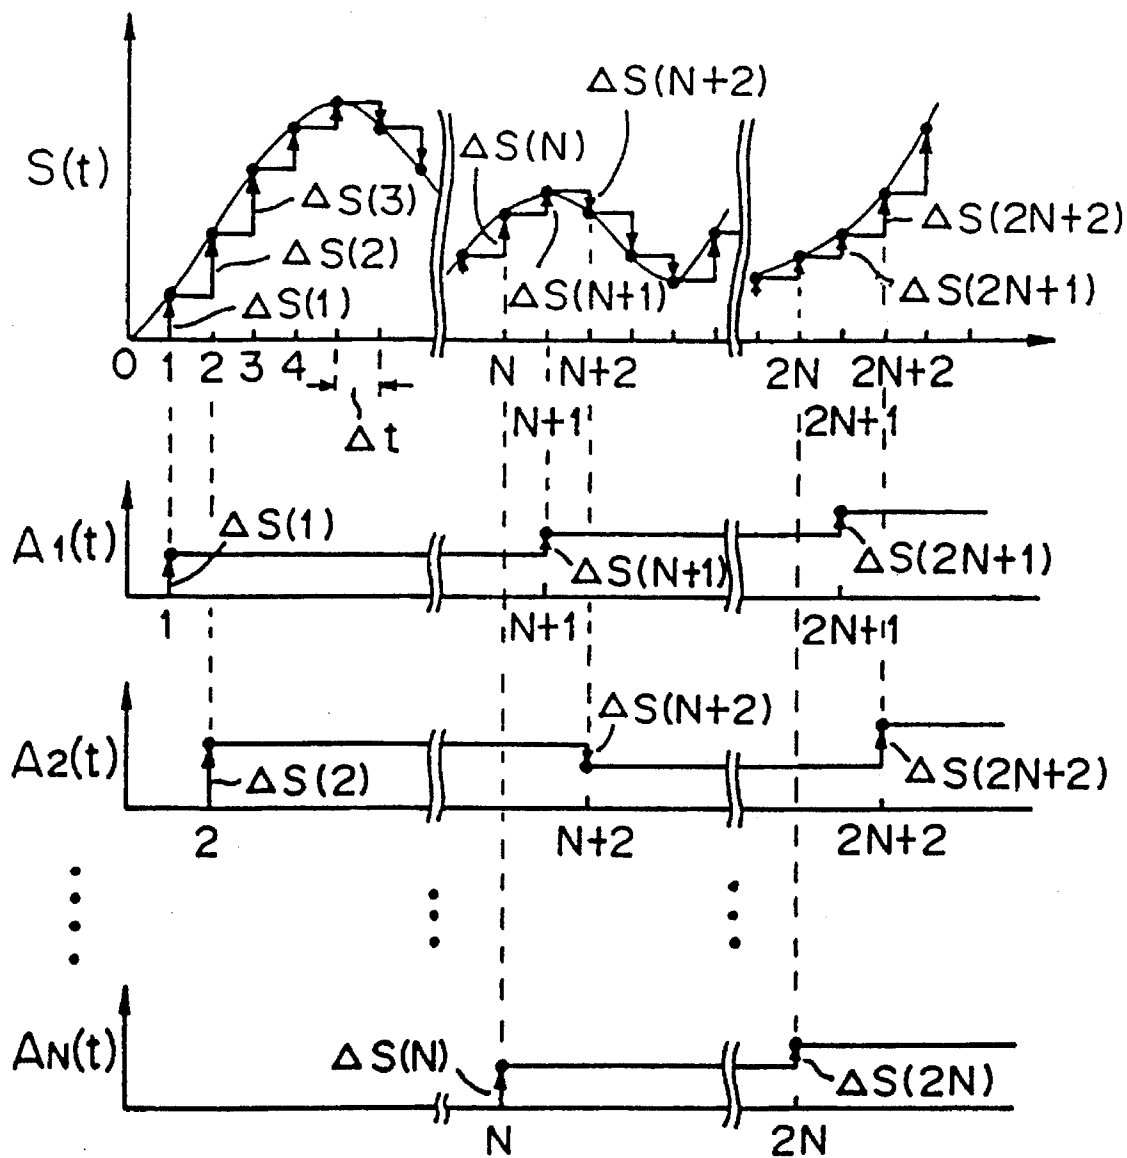 ΔS(N+2)
S(t)
ΔS(N)
ΔS(3)
ΔS(2N+2)
ΔS(2)
ΔS(N+1)
ΔS(2N+1)
ΔS(1)
0 1 2 3 4 N N+2 2N 2N+2
N+1 2N+1
Δt
A1(t)
ΔS(1)
ΔS(N+1)
ΔS(2N+1)
1 N+1 2N+1
A2(t)
ΔS(N+2)
ΔS(2)
ΔS(2N+2)
2 N+2 2N+2
AN(t)
ΔS(N)
ΔS(2N)
N 2N